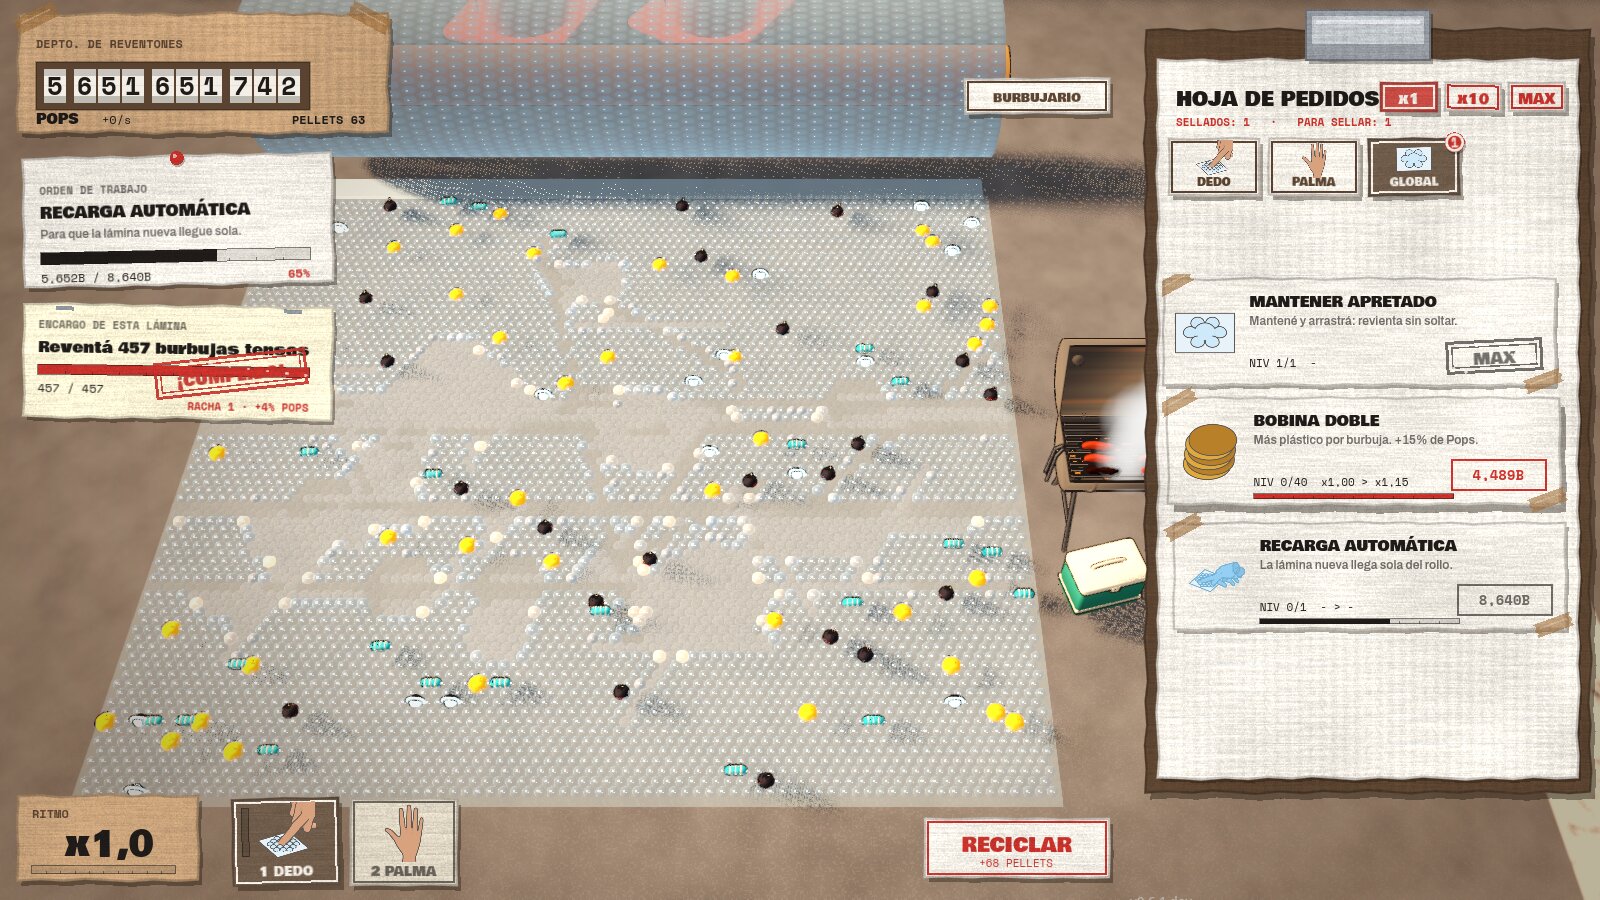 DEPTO. DE REVENTONES
5 651 651 742
POPS +0/s PELLETS 63
ORDEN DE TRABAJO
RECARGA AUTOMÁTICA
Para que la lámina nueva llegue sola.
5,652B / 8,640B 65%
ENCARGO DE ESTA LÁMINA
Reventá 457 burbujas tensas
457 / 457
RACHA 1 · +4% POPS
BURBUJARIO
HOJA DE PEDIDOS x1 x10 MAX
SELLADOS: 1 · PARA SELLAR: 1
DEDO PALMA GLOBAL 1
MANTENER APRETADO
Mantené y arrastrá: revienta sin soltar.
NIV 1/1 -
MAX
BOBINA DOBLE
Más plástico por burbuja. +15% de Pops.
NIV 0/40 x1,00 > x1,15
4,489B
RECARGA AUTOMÁTICA
La lámina nueva llega sola del rollo.
NIV 0/1 - > -
8,640B
RITMO
x1,0
1 DEDO
2 PALMA
RECICLAR
+68 PELLETS